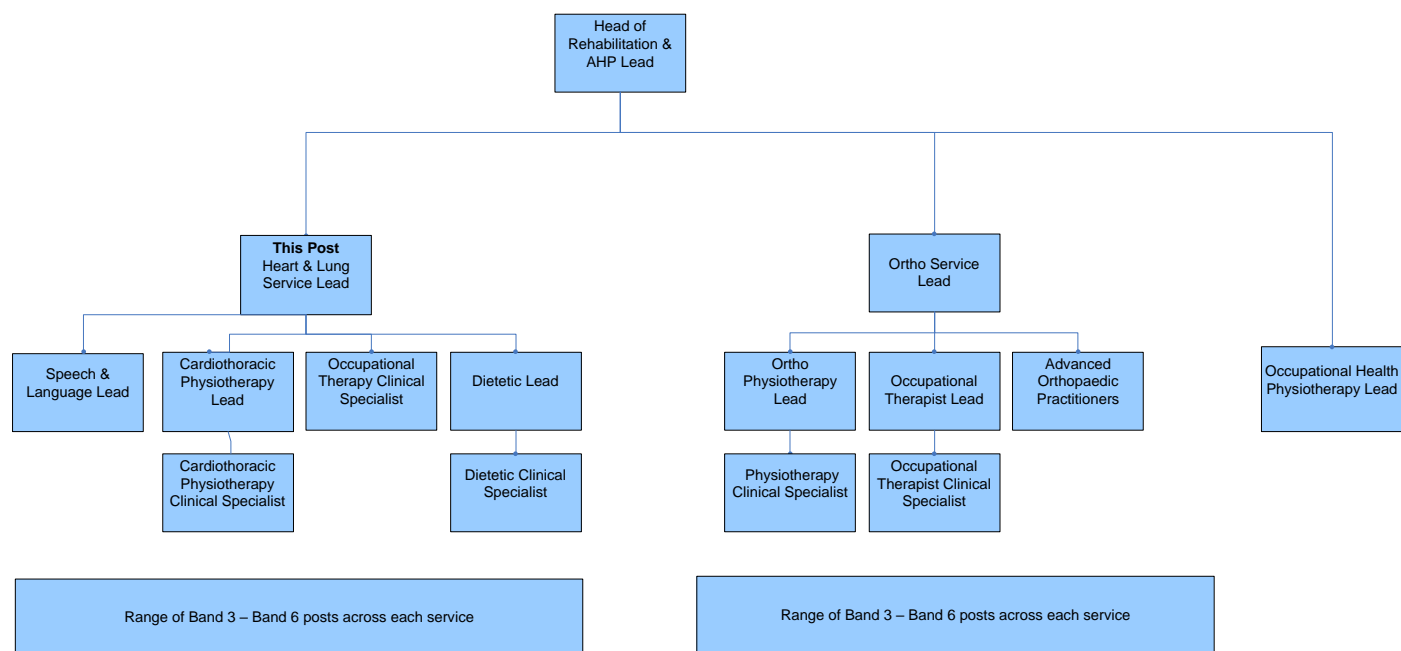 Head of
Rehabilitation &
AHP Lead
This Post
Heart & Lung
Service Lead
Ortho Service
Lead
Speech &
Language Lead
Cardiothoracic
Physiotherapy
Lead
Occupational
Therapy Clinical
Specialist
Dietetic Lead
Ortho
Physiotherapy
Lead
Occupational
Therapist Lead
Advanced
Orthopaedic
Practitioners
Occupational Health
Physiotherapy Lead
Cardiothoracic
Physiotherapy
Clinical Specialist
Dietetic Clinical
Specialist
Physiotherapy
Clinical Specialist
Occupational
Therapist Clinical
Specialist
Range of Band 3 – Band 6 posts across each service
Range of Band 3 – Band 6 posts across each service